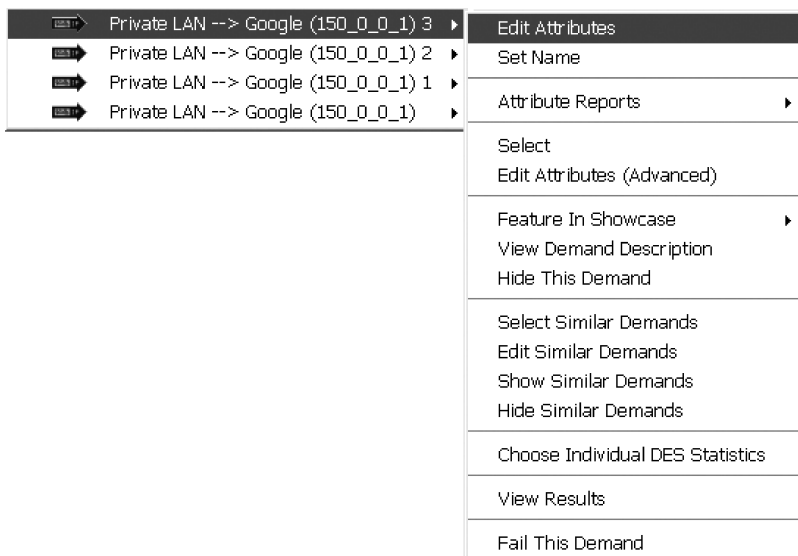 Private LAN --> Google (150_0_0_1) 3
Private LAN --> Google (150_0_0_1) 2
Private LAN --> Google (150_0_0_1) 1
Private LAN --> Google (150_0_0_1)
Edit Attributes
Set Name
Attribute Reports
Select
Edit Attributes (Advanced)
Feature In Showcase
View Demand Description
Hide This Demand
Select Similar Demands
Edit Similar Demands
Show Similar Demands
Hide Similar Demands
Choose Individual DES Statistics
View Results
Fail This Demand